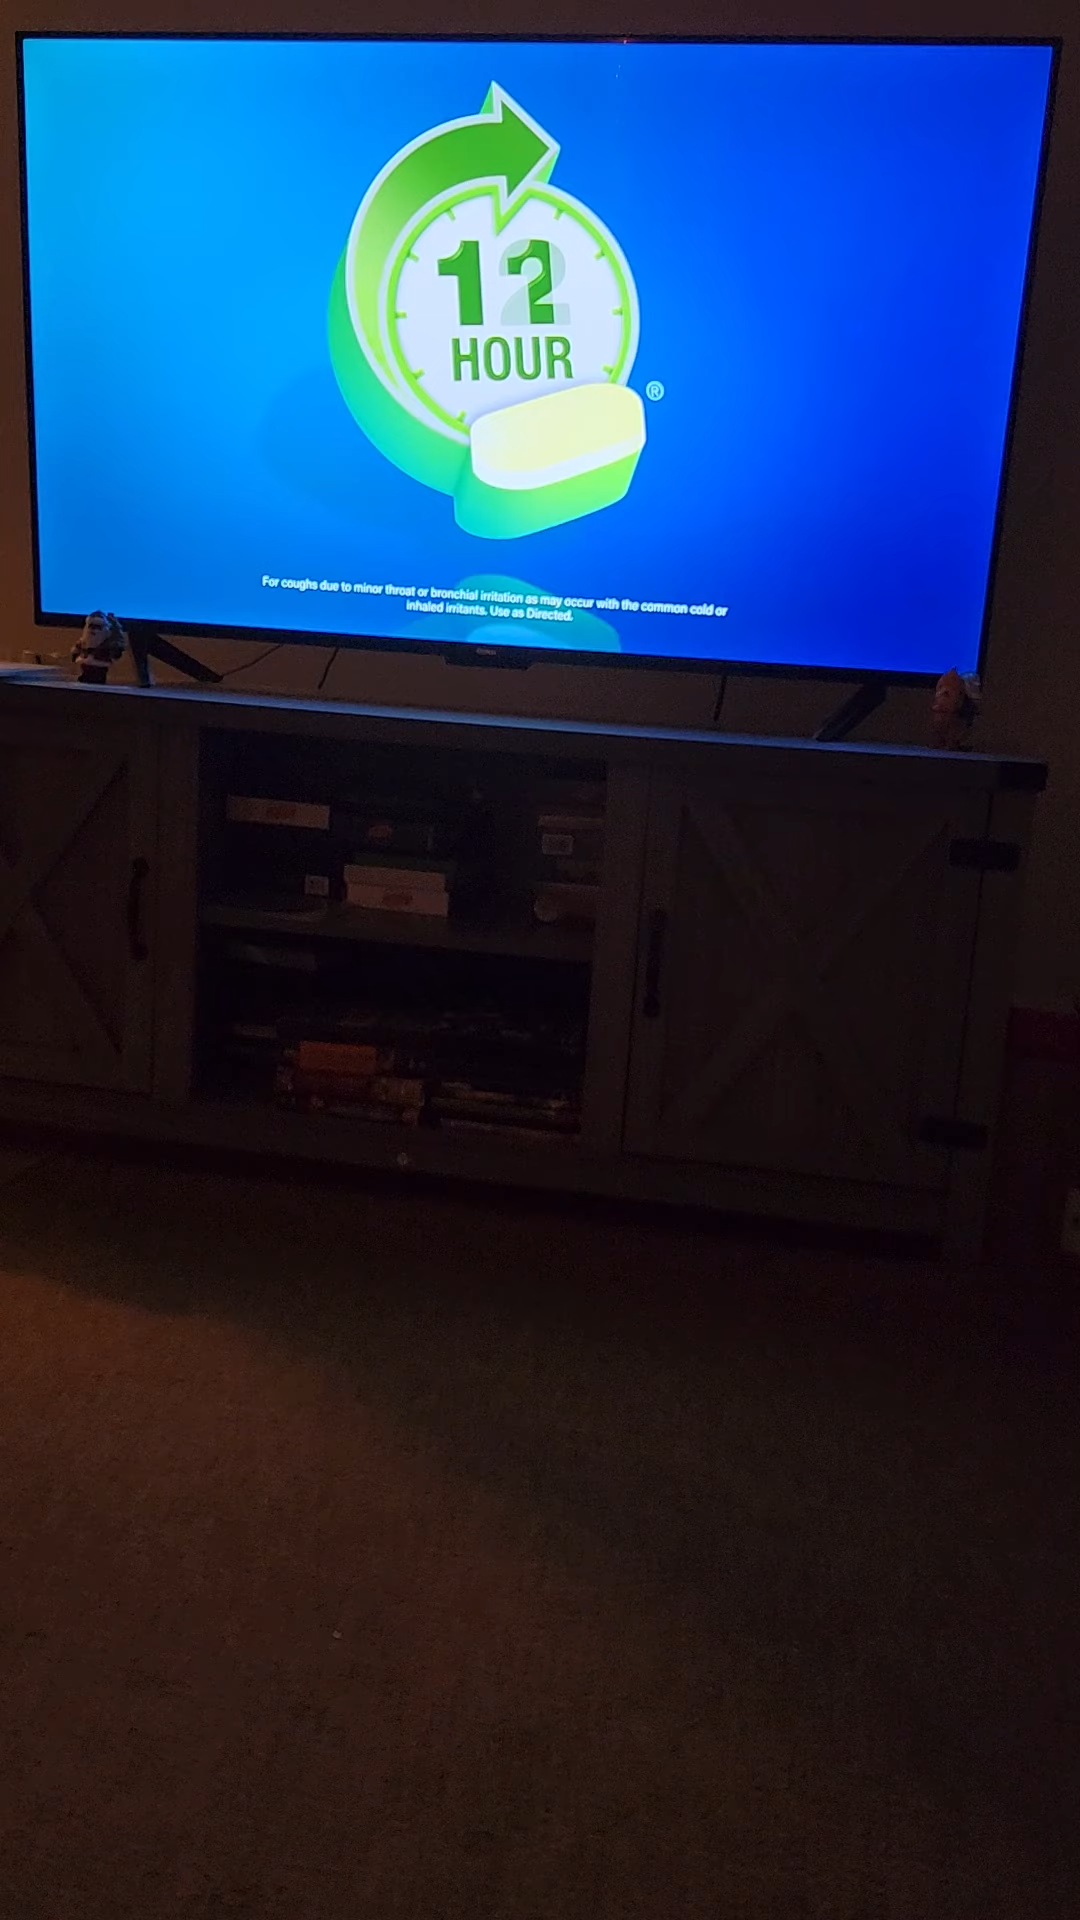 12
HOUR
®
For coughs due to minor throat or bronchial irritation as may occur with the common cold or
inhaled irritants. Use as Directed.